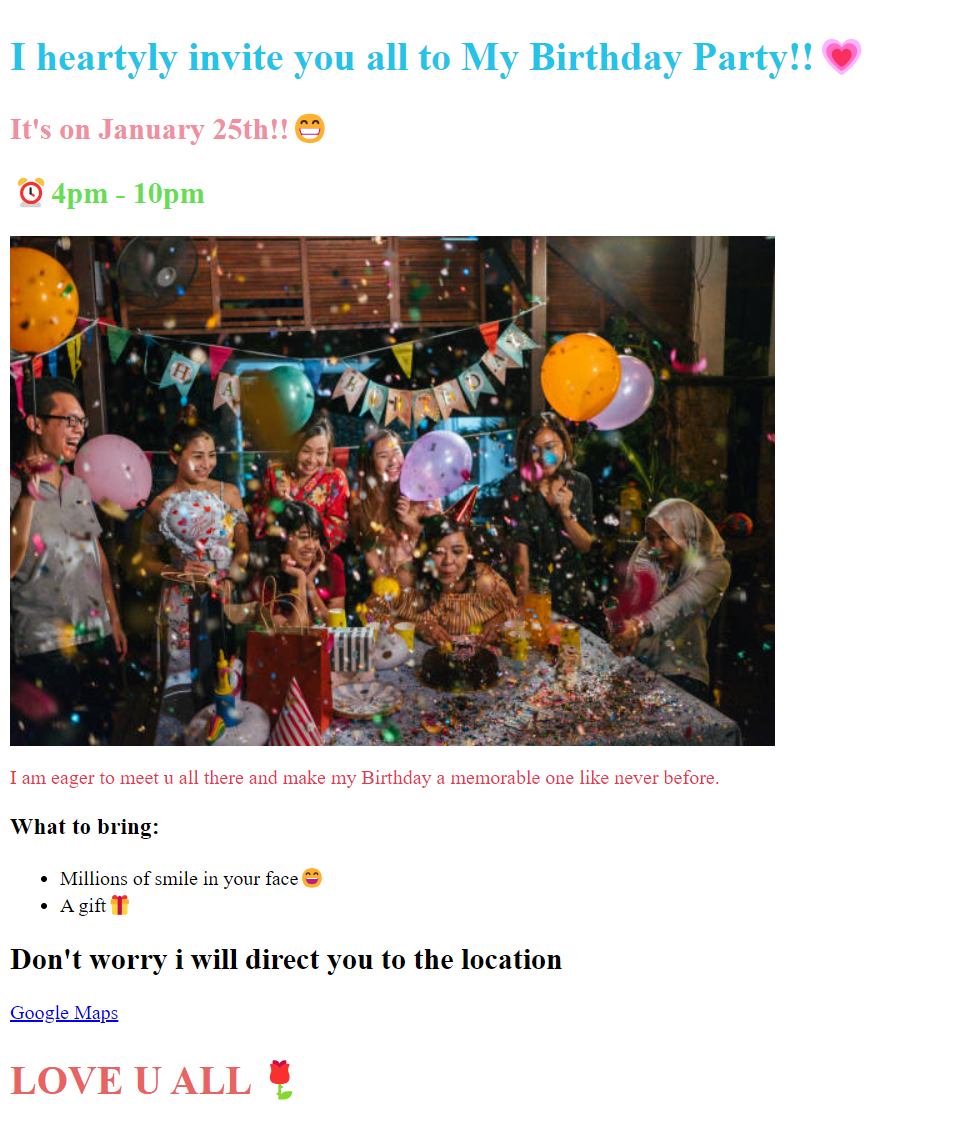 I heartyly invite you all to My Birthday Party!! 💗
It's on January 25th!! 😄
⏰ 4pm - 10pm
I am eager to meet u all there and make my Birthday a memorable one like never before.
What to bring:
• Millions of smile in your face 😄
• A gift 🎁
Don't worry i will direct you to the location
Google Maps
LOVE U ALL 🌹